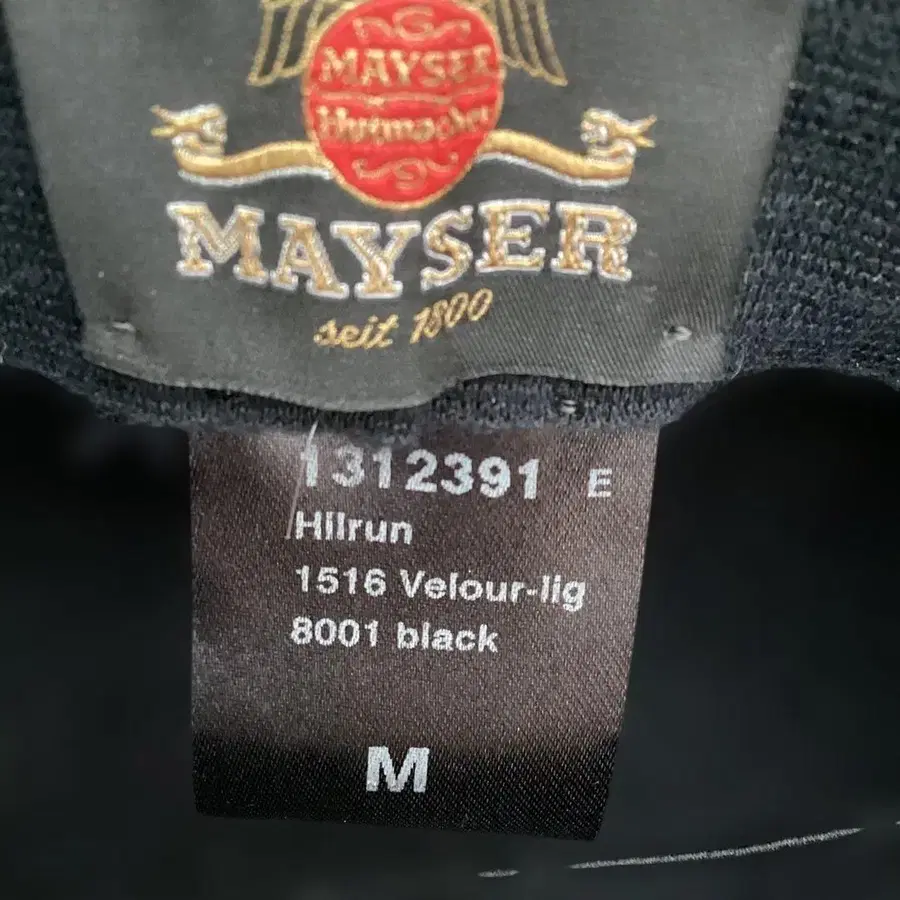 MAYSER
Hutmacher
MAYSER
seit 1800
1312391 E
Hilrun
1516 Velour-lig
8001 black
M